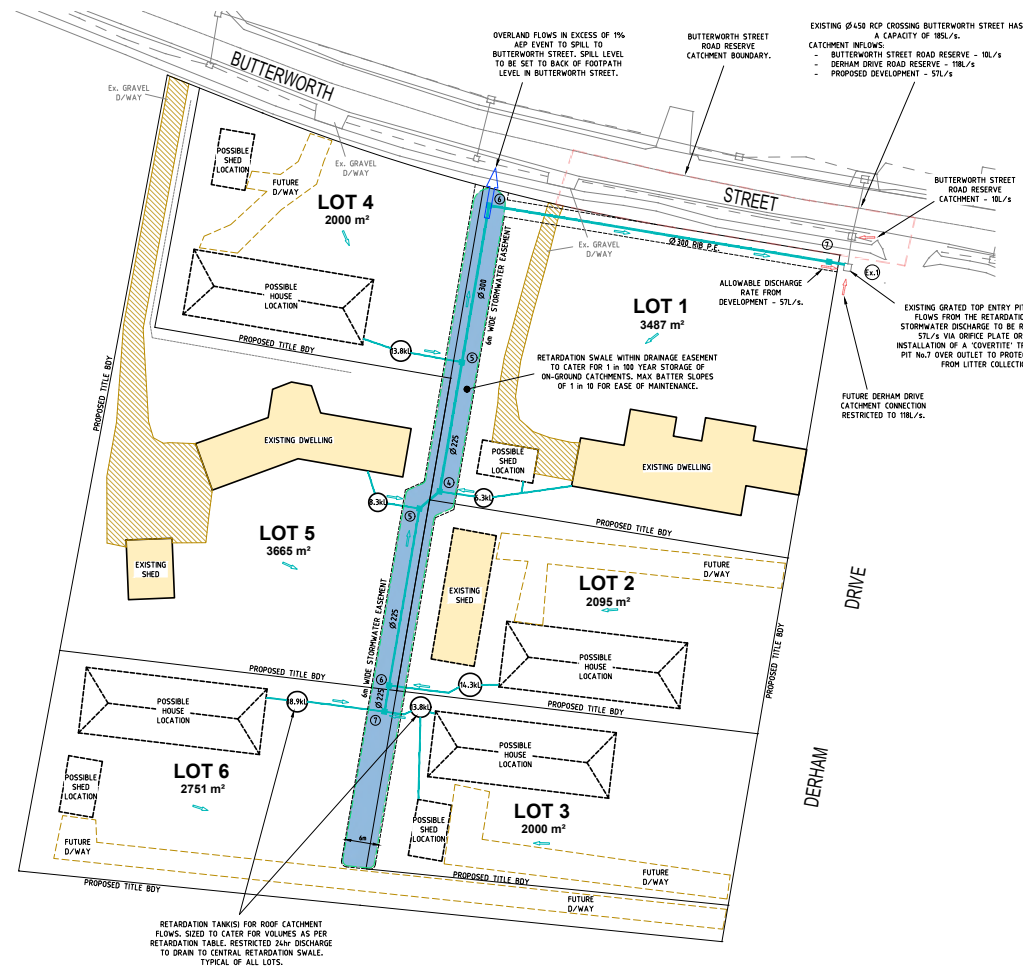 OVERLAND FLOWS IN EXCESS OF 1%
AEP EVENT TO SPILL TO
BUTTERWORTH STREET. SPILL LEVEL
TO BE SET TO BACK OF FOOTPATH
LEVEL IN BUTTERWORTH STREET.
BUTTERWORTH STREET
ROAD RESERVE
CATCHMENT BOUNDARY.
EXISTING Ø450 RCP CROSSING BUTTERWORTH STREET HAS
A CAPACITY OF 185L/s.
CATCHMENT INFLOWS:
- BUTTERWORTH STREET ROAD RESERVE - 10L/s
- DERHAM DRIVE ROAD RESERVE - 118L/s
- PROPOSED DEVELOPMENT - 57L/s
BUTTERWORTH
STREET
Ex. GRAVEL
D/WAY
Ex. GRAVEL
D/WAY
Ex. GRAVEL
D/WAY
BUTTERWORTH STREET
ROAD RESERVE
CATCHMENT - 10L/s
POSSIBLE
SHED
LOCATION
FUTURE
D/WAY
LOT 4
2000 m²
POSSIBLE
HOUSE
LOCATION
6
Ø300 RIB P.E.
7
Ex.1
Ø300
6m WIDE STORMWATER EASEMENT
ALLOWABLE DISCHARGE
RATE FROM
DEVELOPMENT - 57L/s.
LOT 1
3487 m²
EXISTING GRATED TOP ENTRY PI
FLOWS FROM THE RETARDATIO
STORMWATER DISCHARGE TO BE R
57L/s VIA ORIFICE PLATE OR
INSTALLATION OF A 'COVERTITE' T
PIT No.7 OVER OUTLET TO PROTE
FROM LITTER COLLECTI
PROPOSED TITLE BDY
13.8kL
5
RETARDATION SWALE WITHIN DRAINAGE EASEMENT
TO CATER FOR 1 in 100 YEAR STORAGE OF
ON-GROUND CATCHMENTS. MAX BATTER SLOPES
OF 1 in 10 FOR EASE OF MAINTENANCE.
FUTURE DERHAM DRIVE
CATCHMENT CONNECTION
RESTRICTED TO 118L/s.
PROPOSED TITLE BDY
EXISTING DWELLING
Ø225
POSSIBLE
SHED
LOCATION
EXISTING DWELLING
4
5
PROPOSED TITLE BDY
LOT 5
3665 m²
EXISTING
SHED
EXISTING
SHED
FUTURE
D/WAY
LOT 2
2095 m²
DRIVE
Ø225
6m WIDE STORMWATER EASEMENT
POSSIBLE
HOUSE
LOCATION
PROPOSED TITLE BDY
PROPOSED TITLE BDY
6
14.3kL
PROPOSED TITLE BDY
POSSIBLE
HOUSE
LOCATION
Ø225
7
13.8kL
POSSIBLE
HOUSE
LOCATION
DERHAM
LOT 6
2751 m²
POSSIBLE
SHED
LOCATION
LOT 3
2000 m²
POSSIBLE
SHED
LOCATION
6m
FUTURE
D/WAY
FUTURE
D/WAY
PROPOSED TITLE BDY
PROPOSED TITLE BDY
FUTURE
D/WAY
RETARDATION TANK(S) FOR ROOF CATCHMENT
FLOWS. SIZED TO CATER FOR VOLUMES AS PER
RETARDATION TABLE. RESTRICTED 24hr DISCHARGE
TO DRAIN TO CENTRAL RETARDATION SWALE.
TYPICAL OF ALL LOTS.